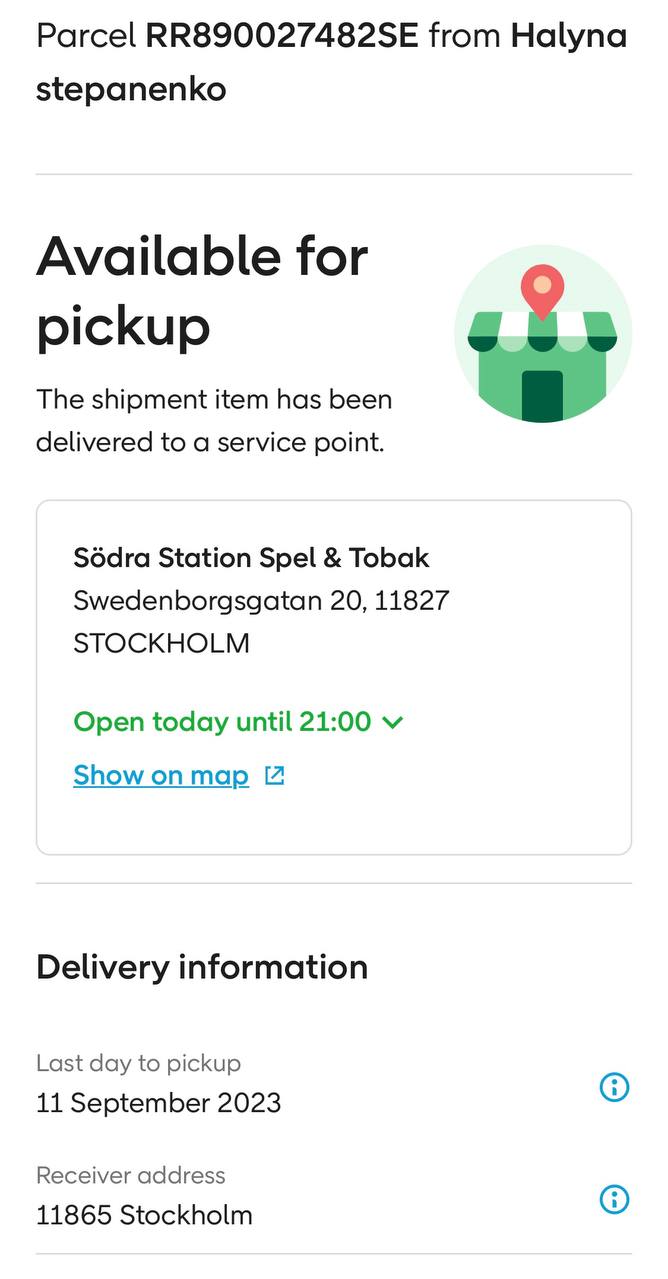 Parcel RR890027482SE from Halyna
stepanenko
Available for
pickup
The shipment item has been
delivered to a service point.
Södra Station Spel & Tobak
Swedenborgsgatan 20, 11827
STOCKHOLM
Open today until 21:00
Show on map
Delivery information
Last day to pickup
11 September 2023
Receiver address
11865 Stockholm